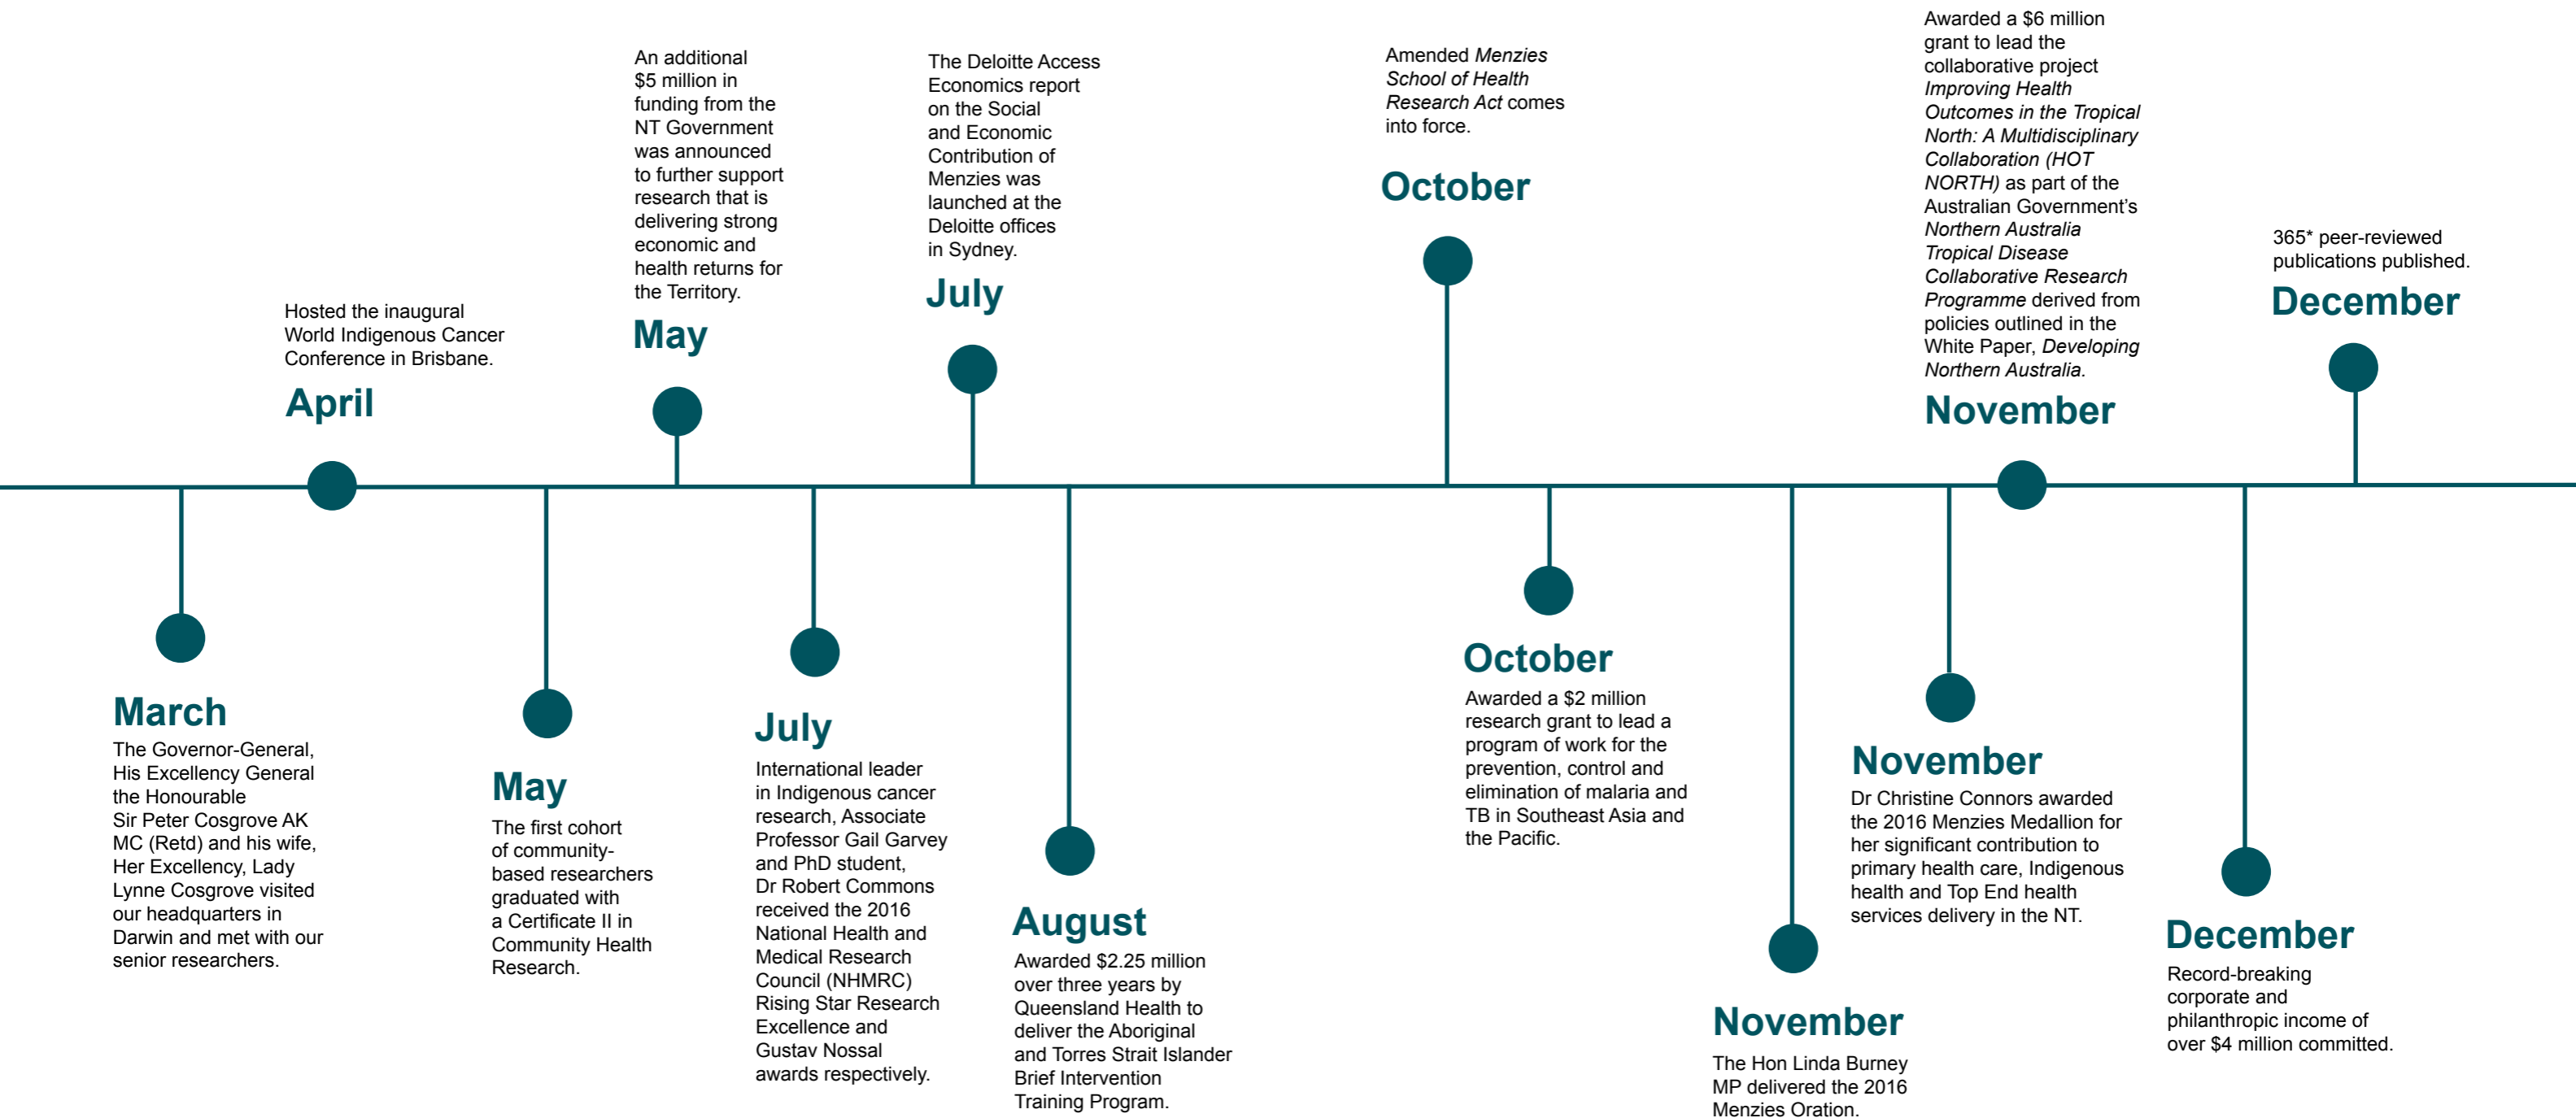 Hosted the inaugural
World Indigenous Cancer
Conference in Brisbane.
April
An additional
$5 million in
funding from the
NT Government
was announced
to further support
research that is
delivering strong
economic and
health returns for
the Territory.
May
The Deloitte Access
Economics report
on the Social
and Economic
Contribution of
Menzies was
launched at the
Deloitte offices
in Sydney.
July
Amended Menzies
School of Health
Research Act comes
into force.
October
Awarded a $6 million
grant to lead the
collaborative project
Improving Health
Outcomes in the Tropical
North: A Multidisciplinary
Collaboration (HOT
NORTH) as part of the
Australian Government’s
Northern Australia
Tropical Disease
Collaborative Research
Programme derived from
policies outlined in the
White Paper, Developing
Northern Australia.
November
365* peer-reviewed
publications published.
December
March
The Governor-General,
His Excellency General
the Honourable
Sir Peter Cosgrove AK
MC (Retd) and his wife,
Her Excellency, Lady
Lynne Cosgrove visited
our headquarters in
Darwin and met with our
senior researchers.
May
The first cohort
of community-
based researchers
graduated with
a Certificate II in
Community Health
Research.
July
International leader
in Indigenous cancer
research, Associate
Professor Gail Garvey
and PhD student,
Dr Robert Commons
received the 2016
National Health and
Medical Research
Council (NHMRC)
Rising Star Research
Excellence and
Gustav Nossal
awards respectively.
August
Awarded $2.25 million
over three years by
Queensland Health to
deliver the Aboriginal
and Torres Strait Islander
Brief Intervention
Training Program.
October
Awarded a $2 million
research grant to lead a
program of work for the
prevention, control and
elimination of malaria and
TB in Southeast Asia and
the Pacific.
November
The Hon Linda Burney
MP delivered the 2016
Menzies Oration.
November
Dr Christine Connors awarded
the 2016 Menzies Medallion for
her significant contribution to
primary health care, Indigenous
health and Top End health
services delivery in the NT.
December
Record-breaking
corporate and
philanthropic income of
over $4 million committed.